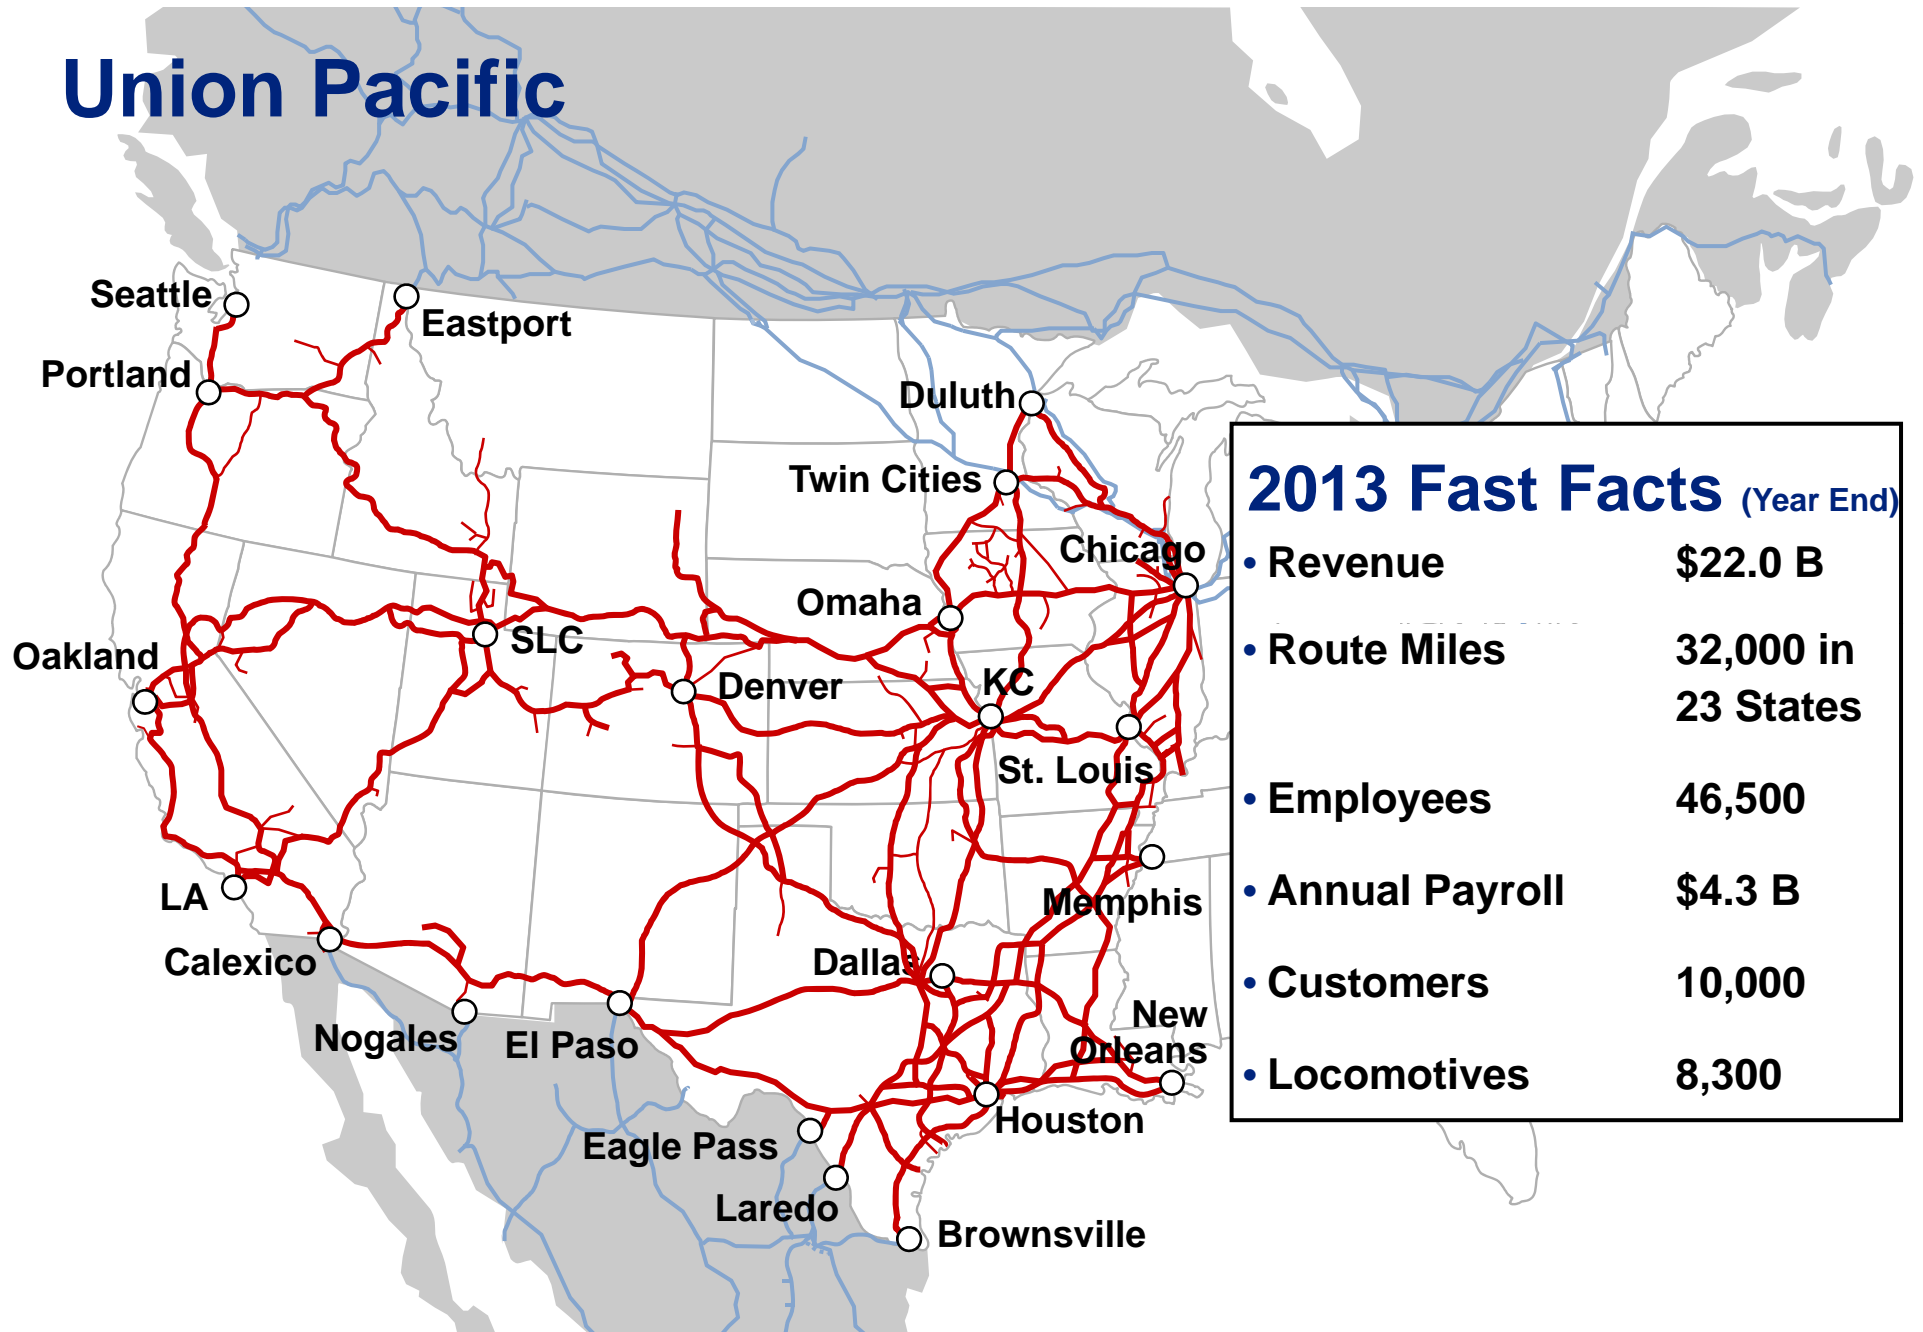 Union Pacific
Seattle
Eastport
Portland
Duluth
Twin Cities
Chicago
Omaha
SLC
Oakland
Denver
KC
St. Louis
LA
Memphis
Calexico
Dallas
Nogales
El Paso
New
Orleans
Houston
Eagle Pass
Laredo
Brownsville
2013 Fast Facts (Year End)
• Revenue $22.0 B
• Route Miles 32,000 in
23 States
• Employees 46,500
• Annual Payroll $4.3 B
• Customers 10,000
• Locomotives 8,300